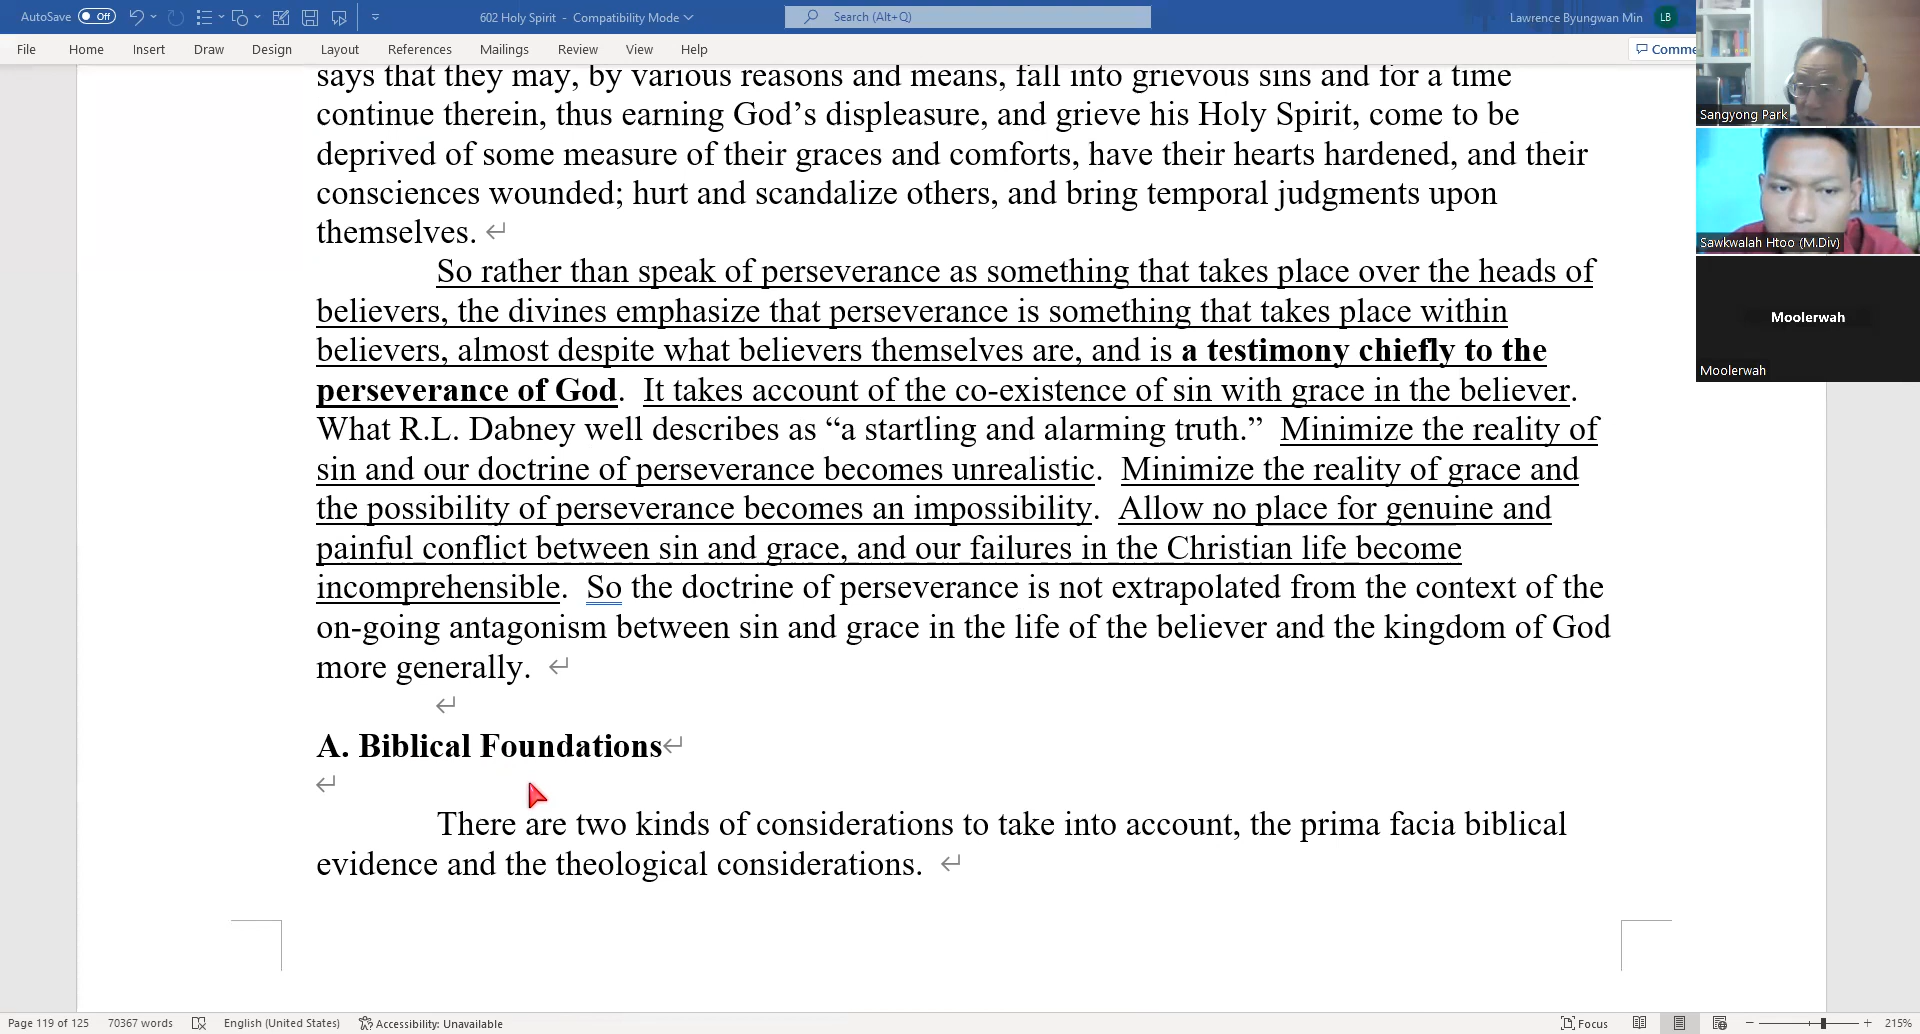 AutoSave Off 602 Holy Spirit - Compatibility Mode Search (Alt+Q) Lawrence Byungwan Min LB
File Home Insert Draw Design Layout References Mailings Review View Help Comme
says that they may, by various reasons and means, fall into grievous sins and for a time
continue therein, thus earning God’s displeasure, and grieve his Holy Spirit, come to be
deprived of some measure of their graces and comforts, have their hearts hardened, and their
consciences wounded; hurt and scandalize others, and bring temporal judgments upon
themselves.
So rather than speak of perseverance as something that takes place over the heads of
believers, the divines emphasize that perseverance is something that takes place within
believers, almost despite what believers themselves are, and is a testimony chiefly to the
perseverance of God. It takes account of the co-existence of sin with grace in the believer.
What R.L. Dabney well describes as “a startling and alarming truth.” Minimize the reality of
sin and our doctrine of perseverance becomes unrealistic. Minimize the reality of grace and
the possibility of perseverance becomes an impossibility. Allow no place for genuine and
painful conflict between sin and grace, and our failures in the Christian life become
incomprehensible. So the doctrine of perseverance is not extrapolated from the context of the
on-going antagonism between sin and grace in the life of the believer and the kingdom of God
more generally.
A. Biblical Foundations
There are two kinds of considerations to take into account, the prima facia biblical
evidence and the theological considerations.
Sangyong Park
Sawkwalah Htoo (M.Div)
Moolerwah
Moolerwah
Page 119 of 125 70367 words English (United States) Accessibility: Unavailable Focus 215%